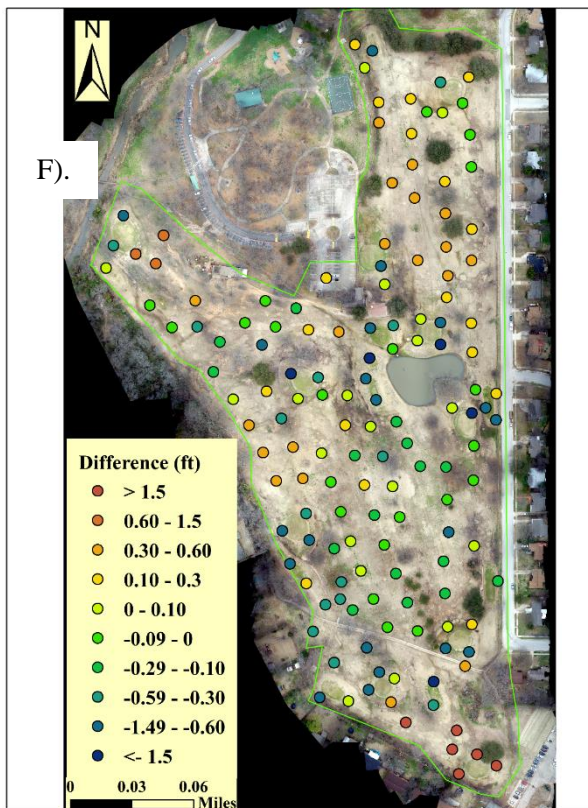 N
F).
Difference (ft)
> 1.5
0.60 - 1.5
0.30 - 0.60
0.10 - 0.3
0 - 0.10
-0.09 - 0
-0.29 - -0.10
-0.59 - -0.30
-1.49 - -0.60
<- 1.5
0 0.03 0.06
Miles